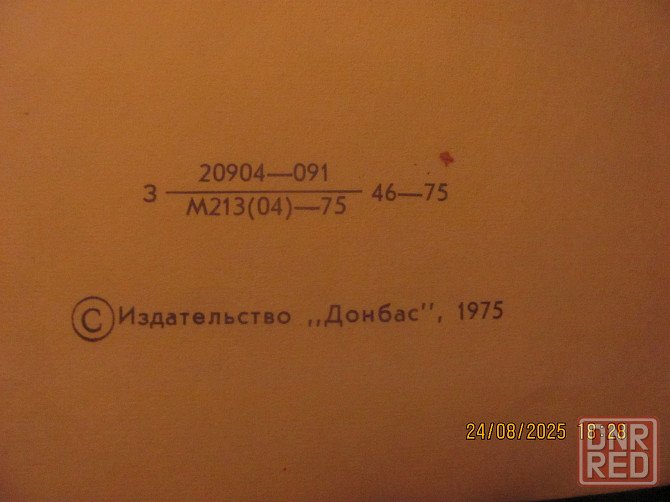 20904—091
З ————— 46—75
М213(04)—75
© Издательство „Донбас", 1975
24/08/2025 18:28
DNR
RED